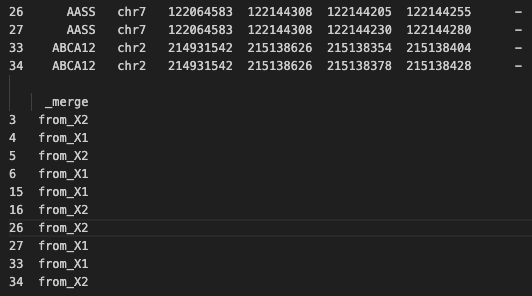 26 AASS chr7 122064583 122144308 122144205 122144255 -
27 AASS chr7 122064583 122144308 122144230 122144280 -
33 ABCA12 chr2 214931542 215138626 215138354 215138404 -
34 ABCA12 chr2 214931542 215138626 215138378 215138428 -
_merge
3 from_X2
4 from_X1
5 from_X2
6 from_X1
15 from_X1
16 from_X2
26 from_X2
27 from_X1
33 from_X1
34 from_X2